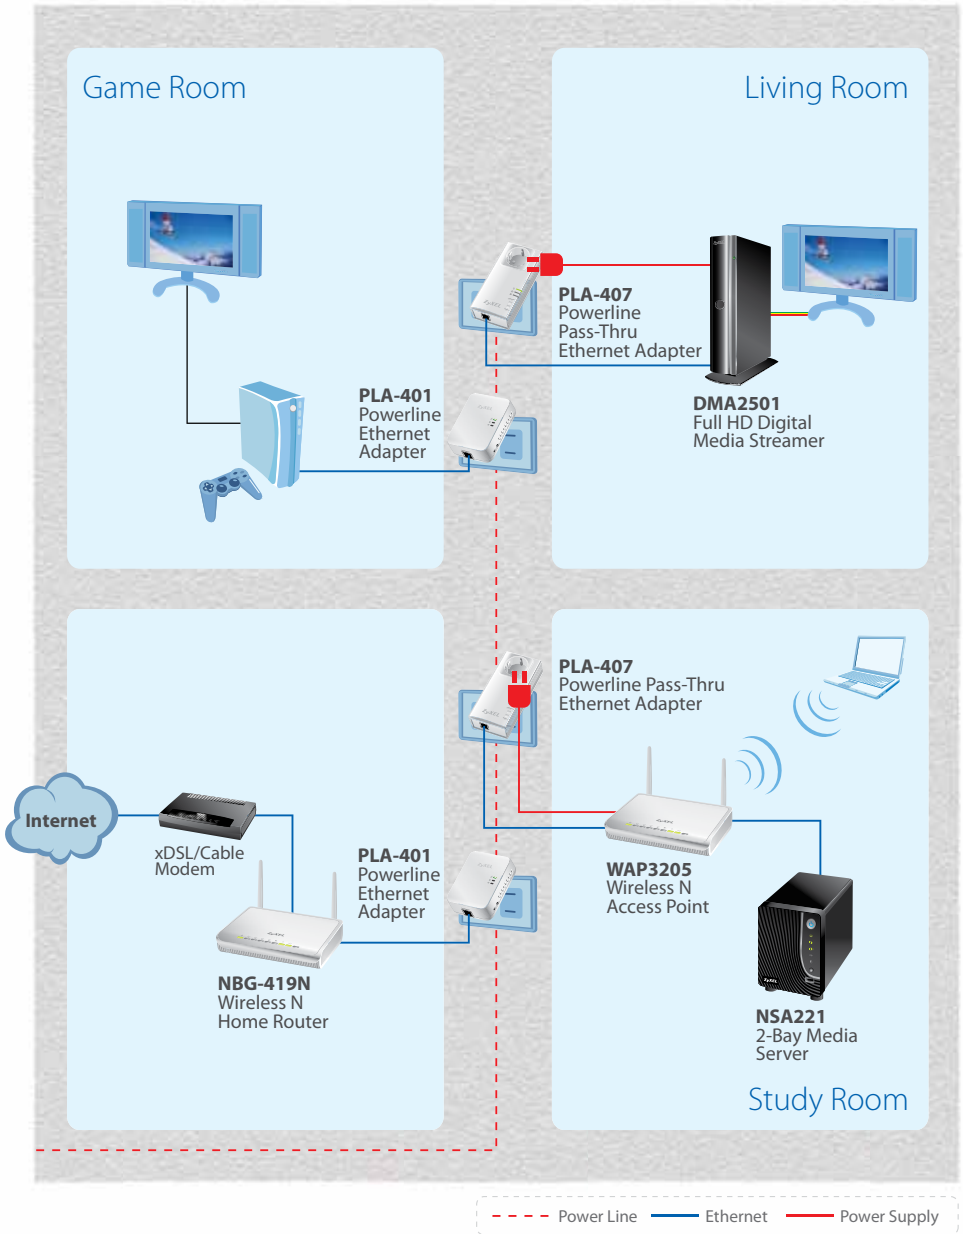 Game Room
Living Room
PLA-407
Powerline
Pass-Thru
Ethernet Adapter
PLA-401
Powerline
Ethernet
Adapter
DMA2501
Full HD Digital
Media Streamer
PLA-407
Powerline Pass-Thru
Ethernet Adapter
Internet
xDSL/Cable
Modem
PLA-401
Powerline
Ethernet
Adapter
WAP3205
Wireless N
Access Point
NBG-419N
Wireless N
Home Router
ZyXEL
NSA221
2-Bay Media
Server
Study Room
Power Line
Ethernet
Power Supply